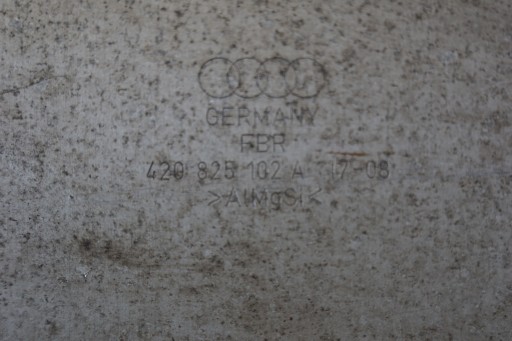 GERMANY
FBR
420 825 102 A 17-08
>AlMgSi<